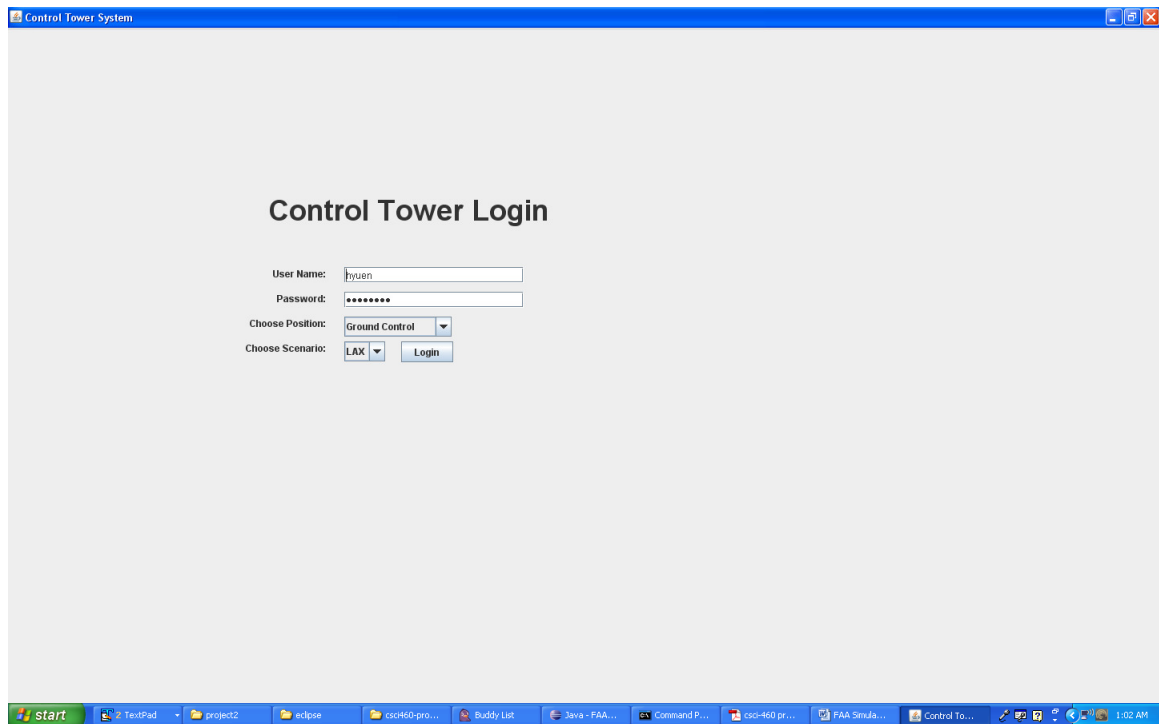 Control Tower System
Control Tower Login
User Name: hyuen
Password: ••••••••
Choose Position: Ground Control
Choose Scenario: LAX Login
start 2 TextPad project2 eclipse csci460-pro... Buddy List Java - FAA... Command P... csci-460 pr... FAA Simula... Control To... 1:02 AM